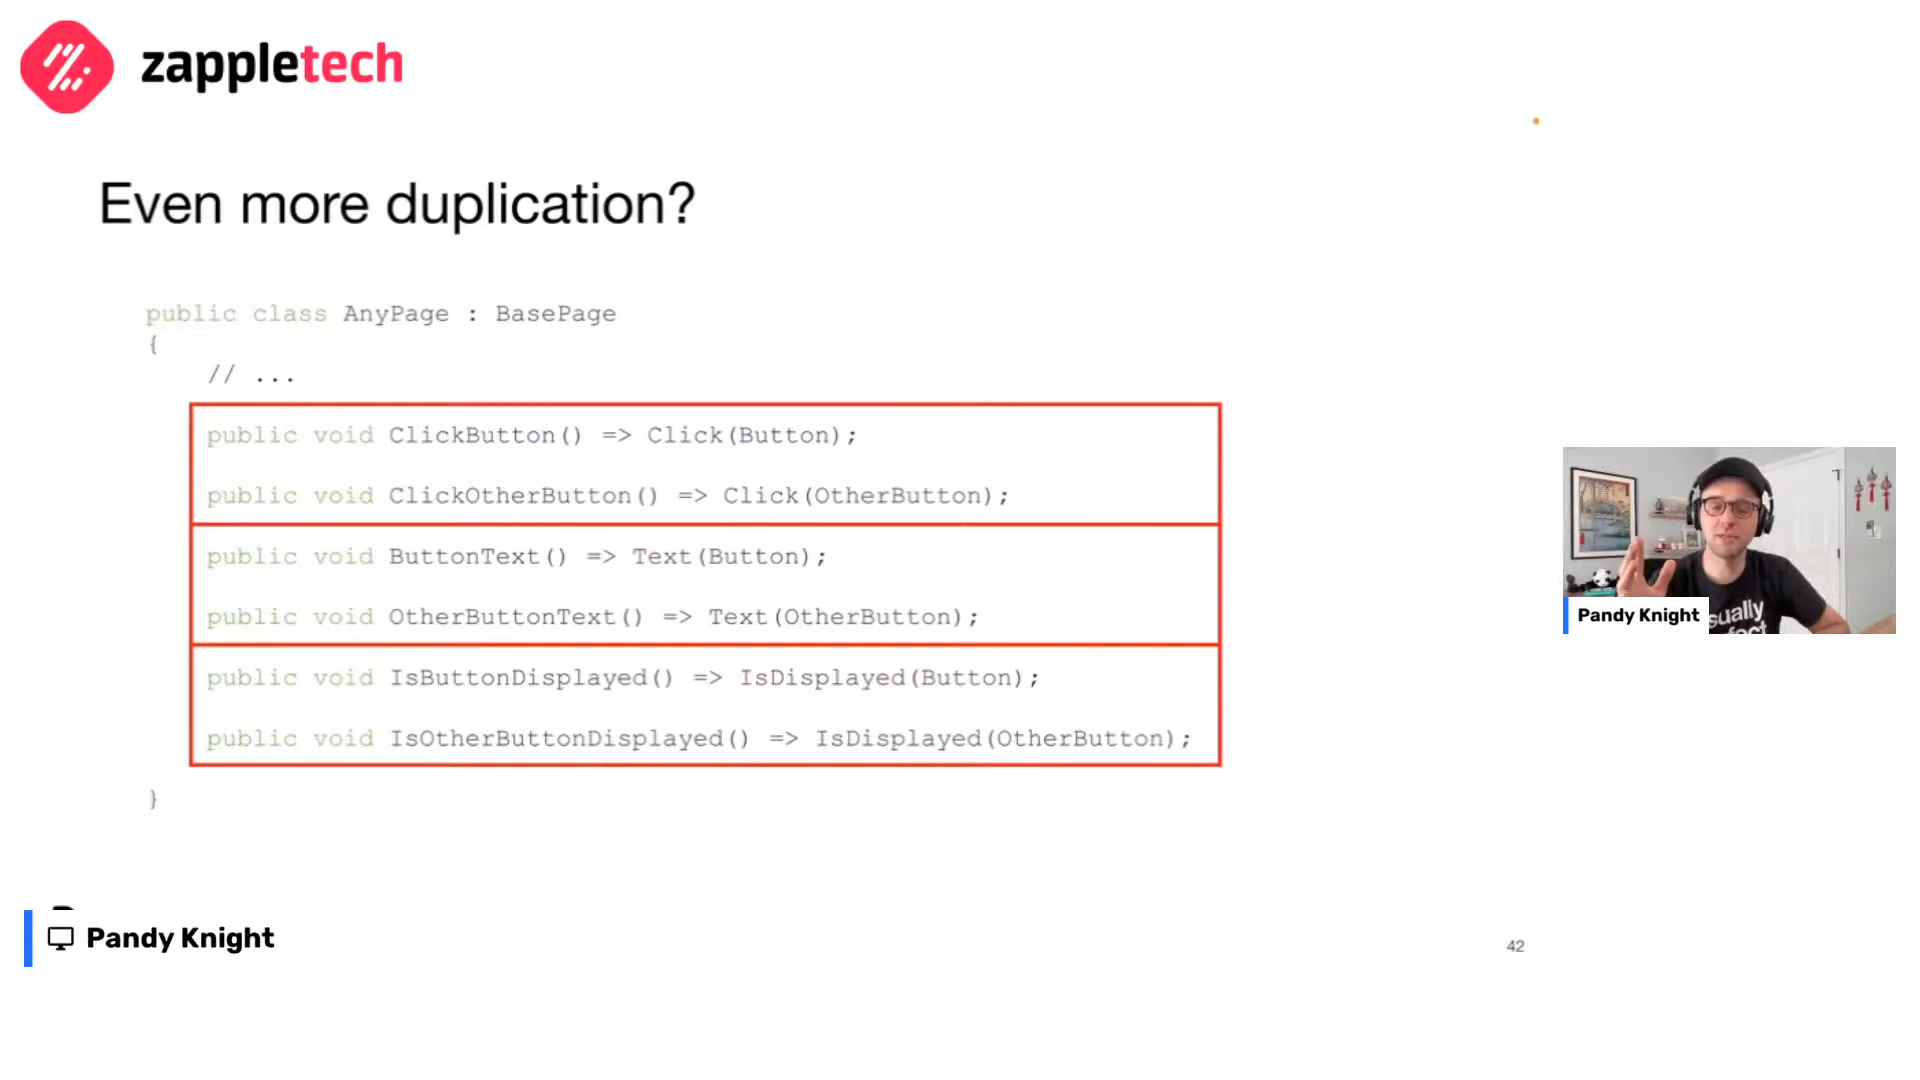 zappletech
Even more duplication?
public class AnyPage : BasePage
{
// ...
public void ClickButton() => Click(Button);
public void ClickOtherButton() => Click(OtherButton);
public void ButtonText() => Text(Button);
public void OtherButtonText() => Text(OtherButton);
public void IsButtonDisplayed() => IsDisplayed(Button);
public void IsOtherButtonDisplayed() => IsDisplayed(OtherButton);
}
Pandy Knight
Pandy Knight
42